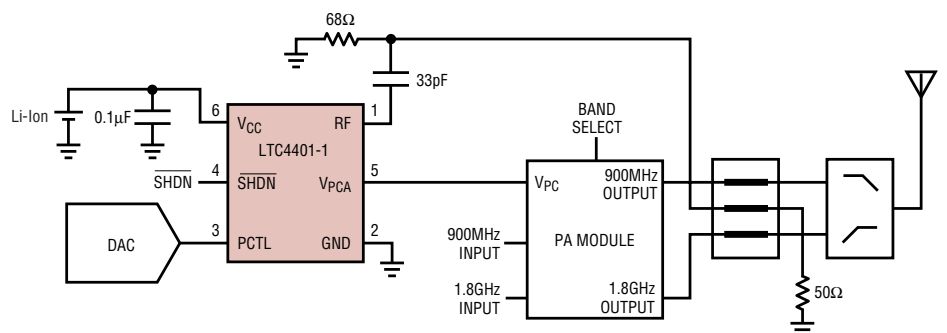 68Ω
33pF
Li-Ion
0.1µF
6
VCC
RF
1
LTC4401-1
SHDN
4
SHDN
VPCA
5
DAC
3
PCTL
GND
2
BAND
SELECT
VPC
900MHz
OUTPUT
PA MODULE
900MHz
INPUT
1.8GHz
INPUT
1.8GHz
OUTPUT
50Ω